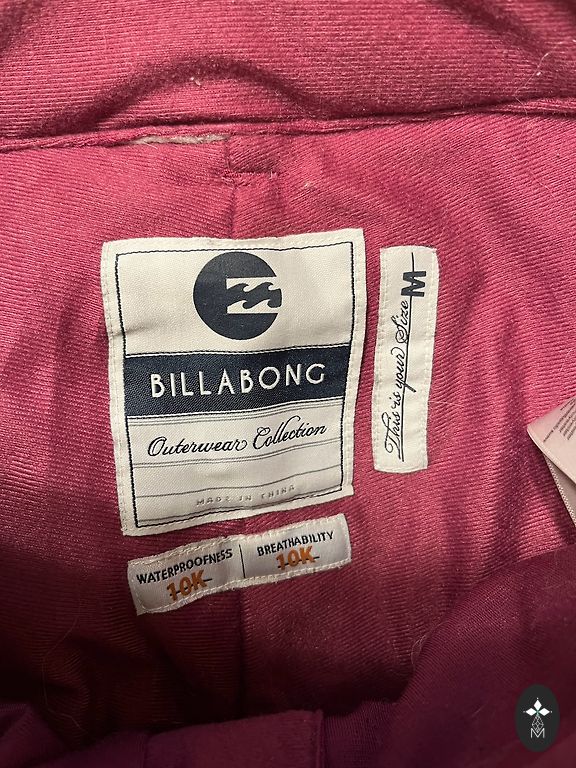 BILLABONG
Outerwear Collection
MADE IN CHINA
This is your Size M
WATERPROOFNESS
10K
BREATHABILITY
10K
M